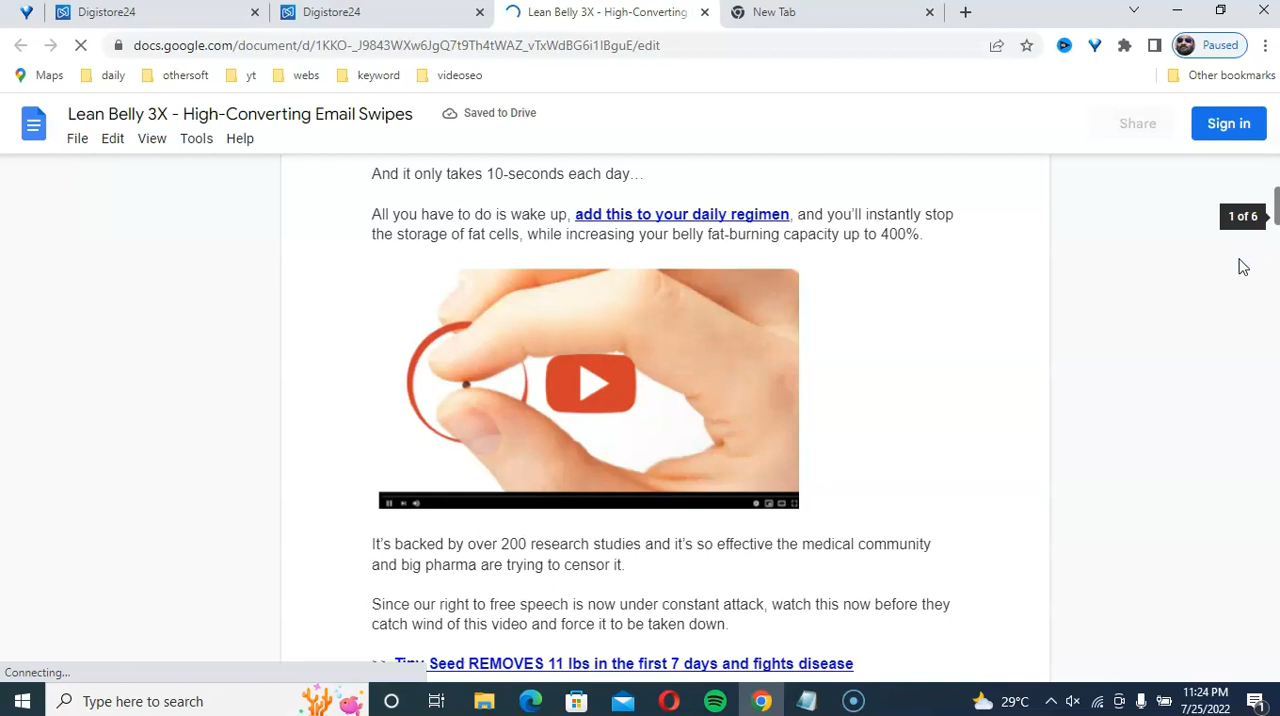 Digistore24
Digistore24
Lean Belly 3X - High-Converting
New Tab
docs.google.com/document/d/1KKO-_J9843WXw6JgQ7t9Th4tWAZ_vTxWdBG6i1IBguE/edit
Paused
Maps daily othersoft yt webs keyword videoseo Other bookmarks
Lean Belly 3X - High-Converting Email Swipes
Saved to Drive
Share
Sign in
File Edit View Tools Help
And it only takes 10-seconds each day…
All you have to do is wake up, add this to your daily regimen, and you'll instantly stop
the storage of fat cells, while increasing your belly fat-burning capacity up to 400%.
1 of 6
It's backed by over 200 research studies and it's so effective the medical community
and big pharma are trying to censor it.
Since our right to free speech is now under constant attack, watch this now before they
catch wind of this video and force it to be taken down.
>> Tiny Seed REMOVES 11 lbs in the first 7 days and fights disease
Connecting...
Type here to search
29°C
11:24 PM
7/25/2022
1